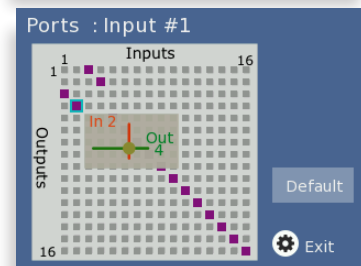 Ports : Input #1
Inputs
1
16
1
In 2
Out
4
Outputs
Default
16
Exit